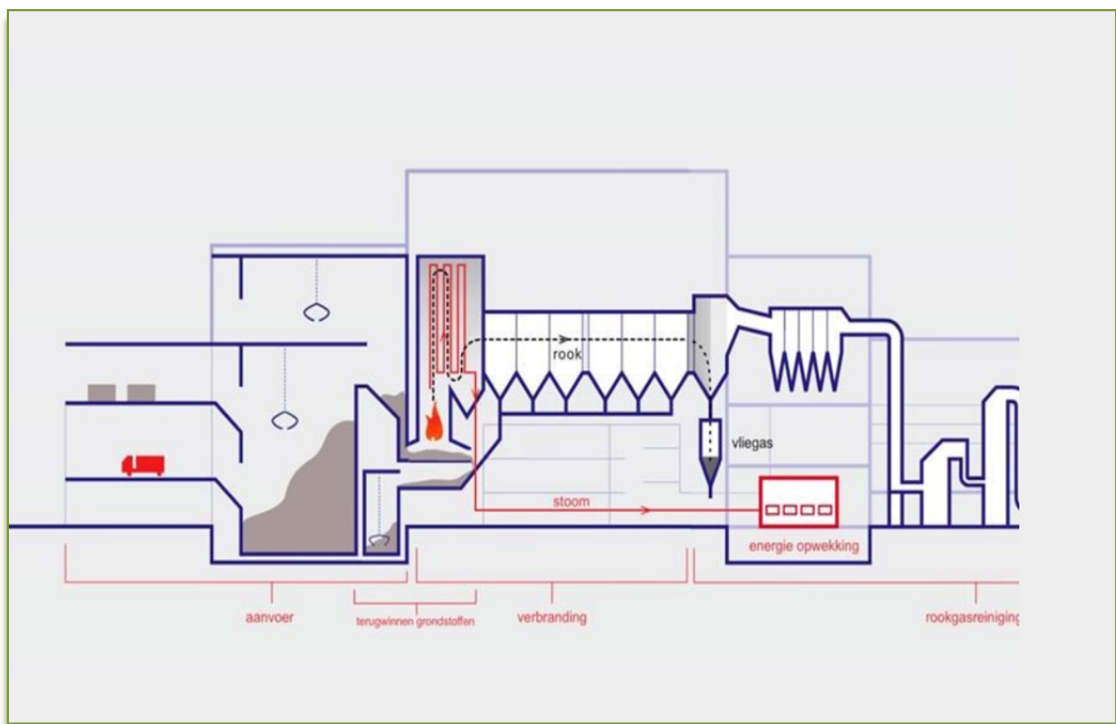 rook
vliegas
stoom
energie opwekking
aanvoer
terugwinnen grondstoffen
verbranding
rookgasreiniging